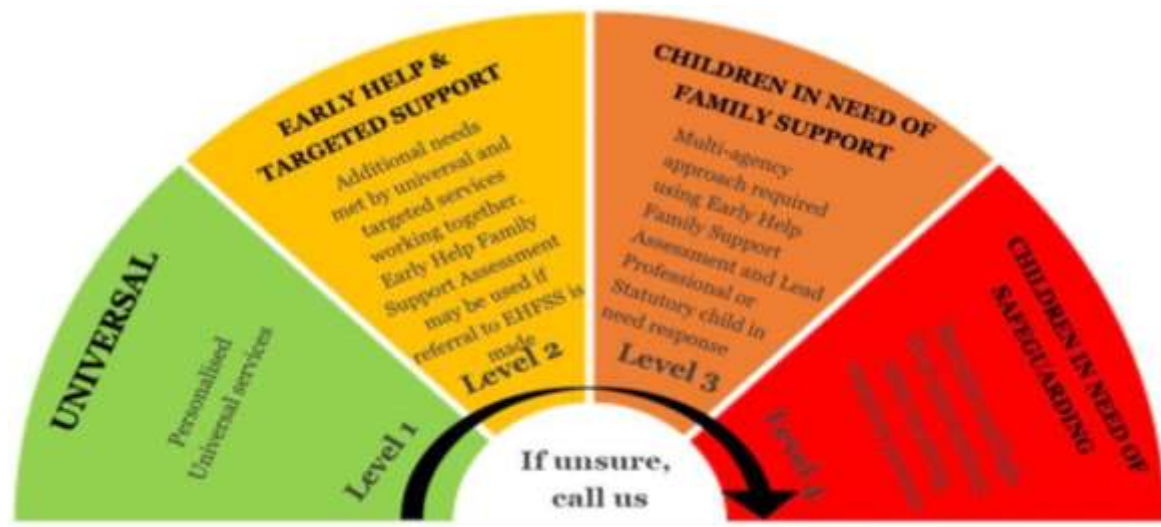 UNIVERSAL
Personalised
Universal services
Level 1
EARLY HELP &
TARGETED SUPPORT
Additional needs
met by universal and
targeted services
working together.
Early Help Family
Support Assessment
may be used if
referral to EHFSS is
made
Level 2
CHILDREN IN NEED OF
FAMILY SUPPORT
Multi-agency
approach required
using Early Help
Family Support
Assessment and Lead
Professional or
Statutory child in
need response
Level 3
CHILDREN IN NEED OF
SAFEGUARDING
Level 4
If unsure,
call us